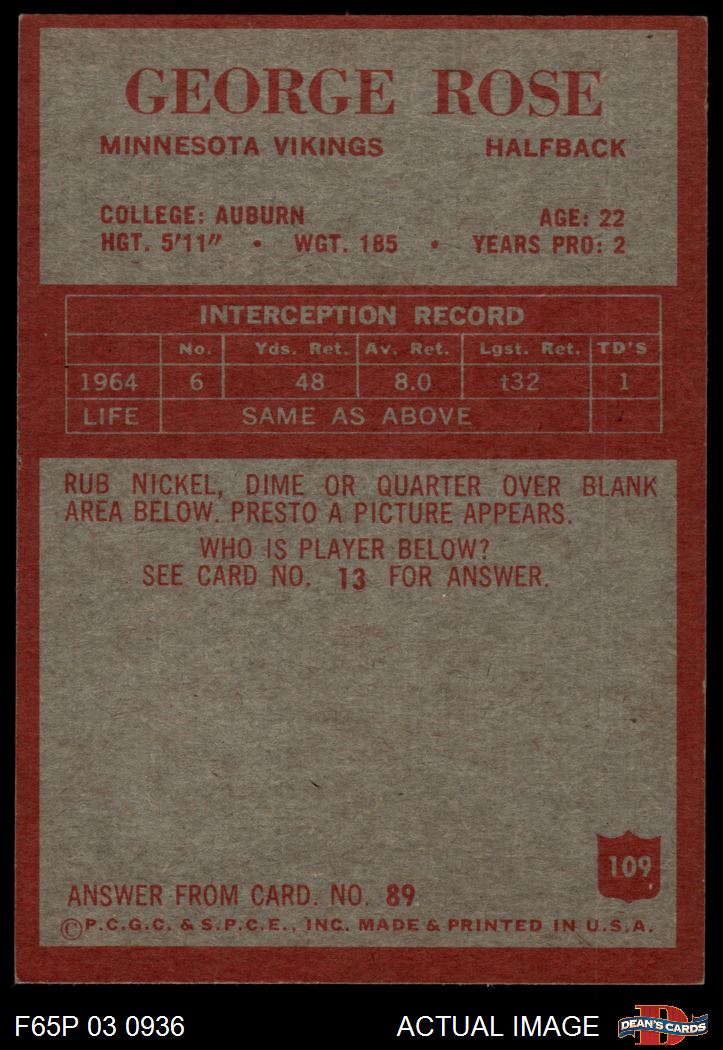 GEORGE ROSE
MINNESOTA VIKINGS HALFBACK
COLLEGE: AUBURN AGE: 22
HGT. 5'11" • WGT. 185 • YEARS PRO: 2
INTERCEPTION RECORD
No. Yds. Ret. Av. Ret. Lgst. Ret. TD'S
1964 6 48 8.0 t32 1
LIFE SAME AS ABOVE
RUB NICKEL, DIME OR QUARTER OVER BLANK
AREA BELOW. PRESTO A PICTURE APPEARS.
WHO IS PLAYER BELOW?
SEE CARD NO. 13 FOR ANSWER.
109
ANSWER FROM CARD. NO. 89
©P.C.G.C. & S.P.C.E., INC. MADE & PRINTED IN U.S.A.
F65P 03 0936 ACTUAL IMAGE D DEAN'S CARDS